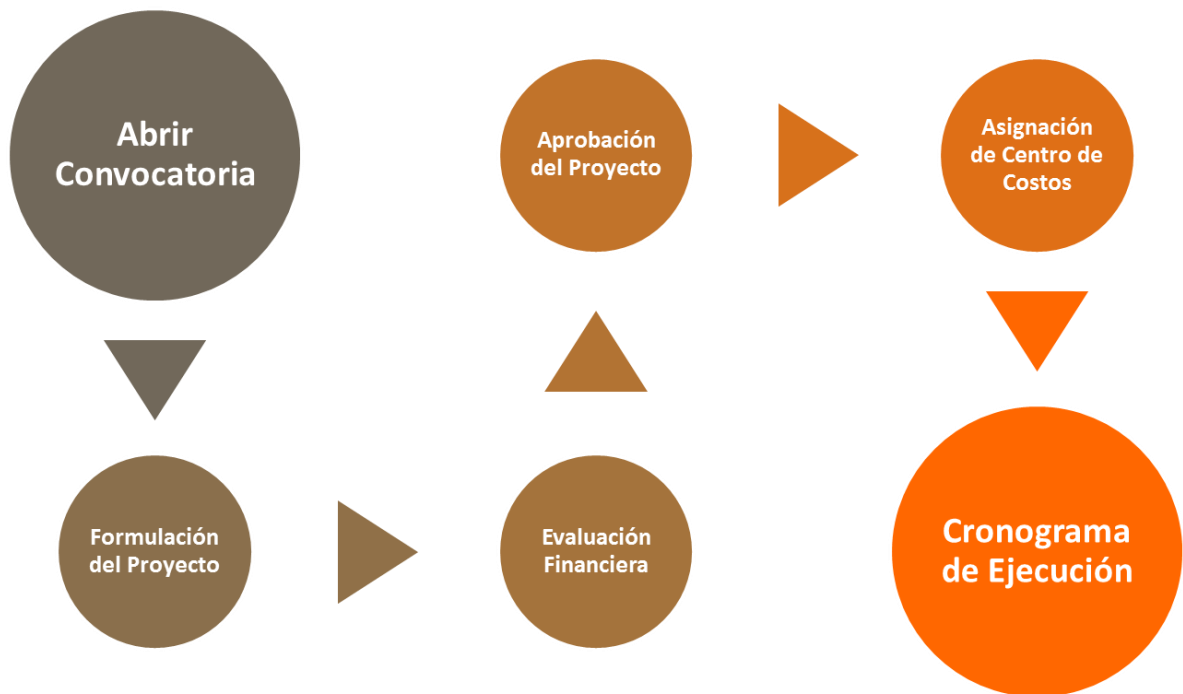 Abrir
Convocatoria
Formulación
del Proyecto
Evaluación
Financiera
Aprobación
del Proyecto
Asignación
de Centro de
Costos
Cronograma
de Ejecución